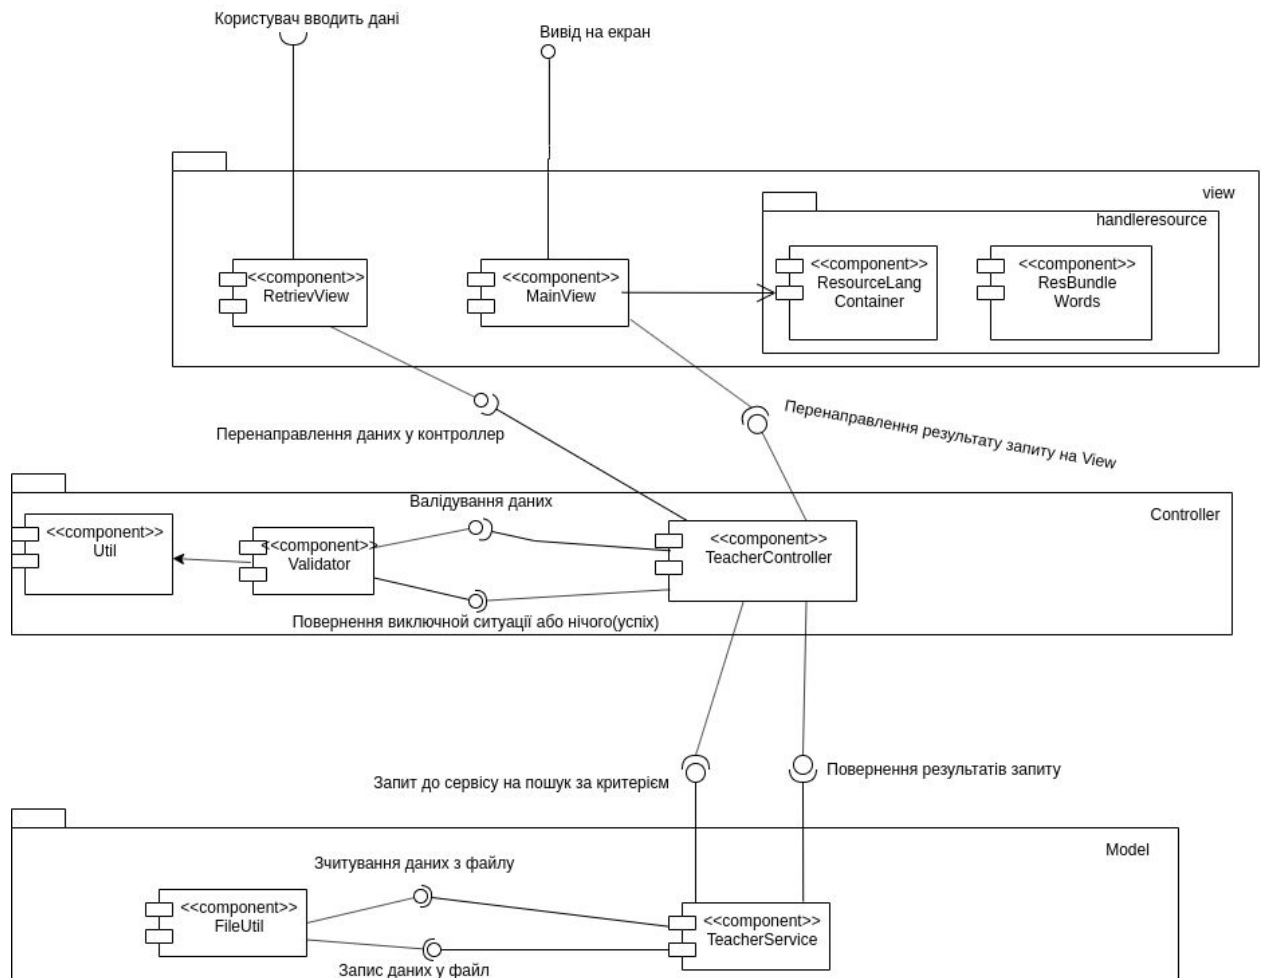 Користувач вводить дані
Вивід на екран
view
handleresource
<<component>>
RetrievView
<<component>>
MainView
<<component>>
ResourceLang
Container
<<component>>
ResBundle
Words
Перенаправлення даних у контроллер
Перенаправлення результату запиту на View
Controller
Валідування даних
<<component>>
Util
<<component>>
Validator
<<component>>
TeacherController
Повернення виключной ситуації або нічого(успіх)
Запит до сервісу на пошук за критерієм
Повернення результатів запиту
Model
Зчитування даних з файлу
<<component>>
FileUtil
<<component>>
TeacherService
Запис даних у файл